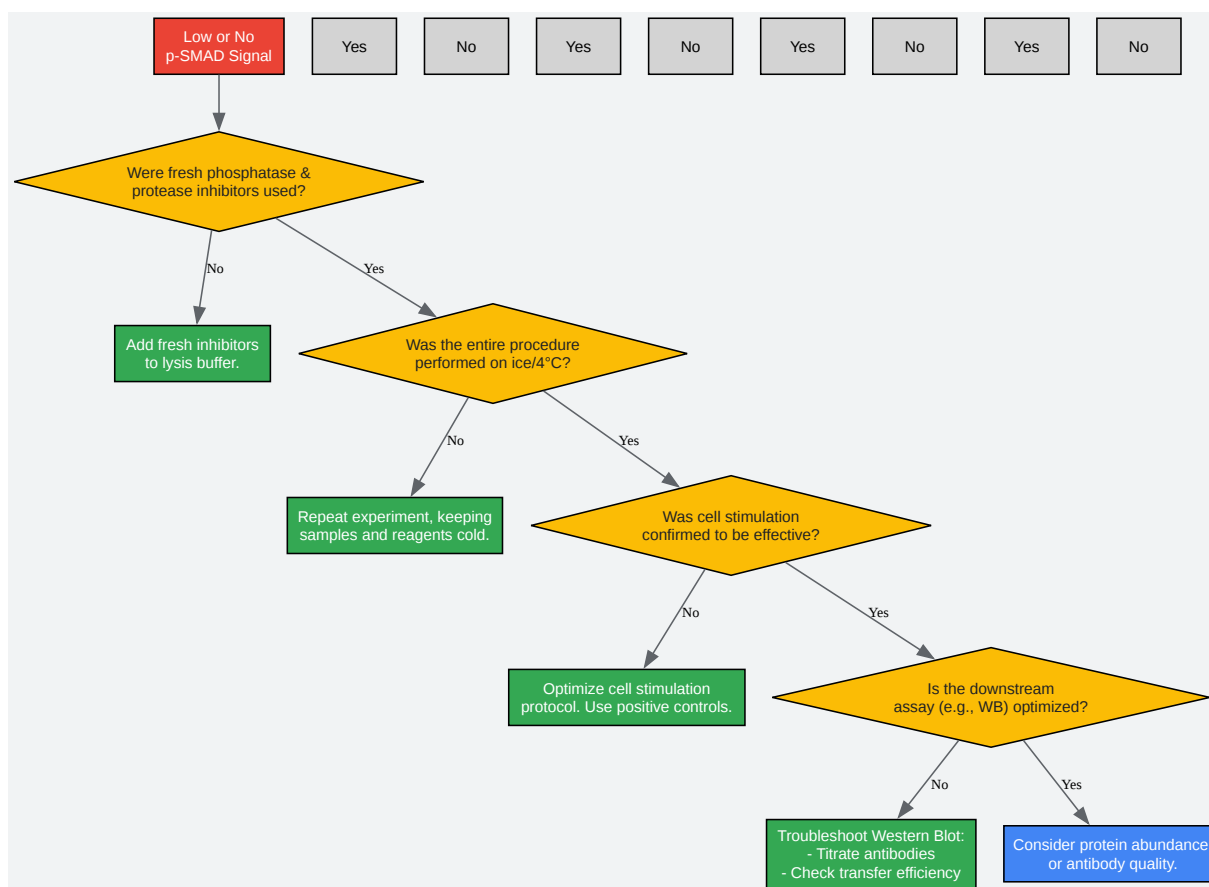 Low or No
p-SMAD Signal
Yes
No
Yes
No
Yes
No
Yes
No
Were fresh phosphatase &
protease inhibitors used?
No
Yes
Add fresh inhibitors
to lysis buffer.
Was the entire procedure
performed on ice/4°C?
No
Yes
Repeat experiment, keeping
samples and reagents cold.
Was cell stimulation
confirmed to be effective?
No
Yes
Optimize cell stimulation
protocol. Use positive controls.
Is the downstream
assay (e.g., WB) optimized?
No
Yes
Troubleshoot Western Blot:
- Titrate antibodies
- Check transfer efficiency
Consider protein abundance
or antibody quality.